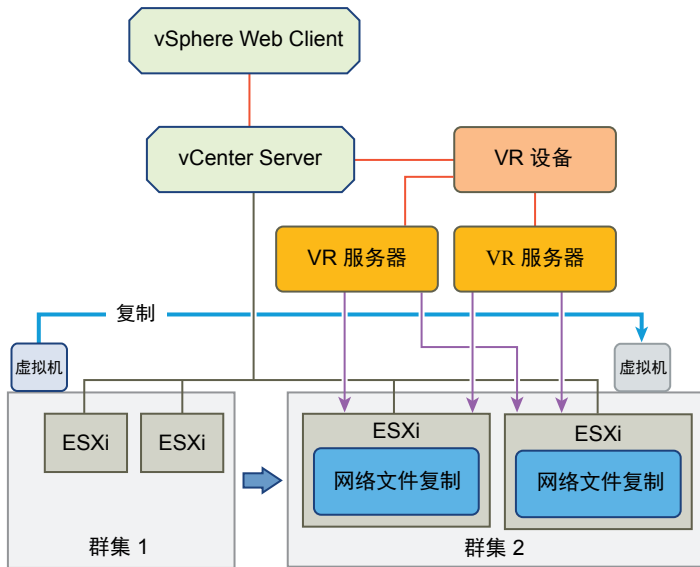 vSphere Web Client
vCenter Server
VR 设备
VR 服务器
VR 服务器
复制
虚拟机
虚拟机
ESXi
ESXi
ESXi
ESXi
网络文件复制
网络文件复制
群集 1
群集 2